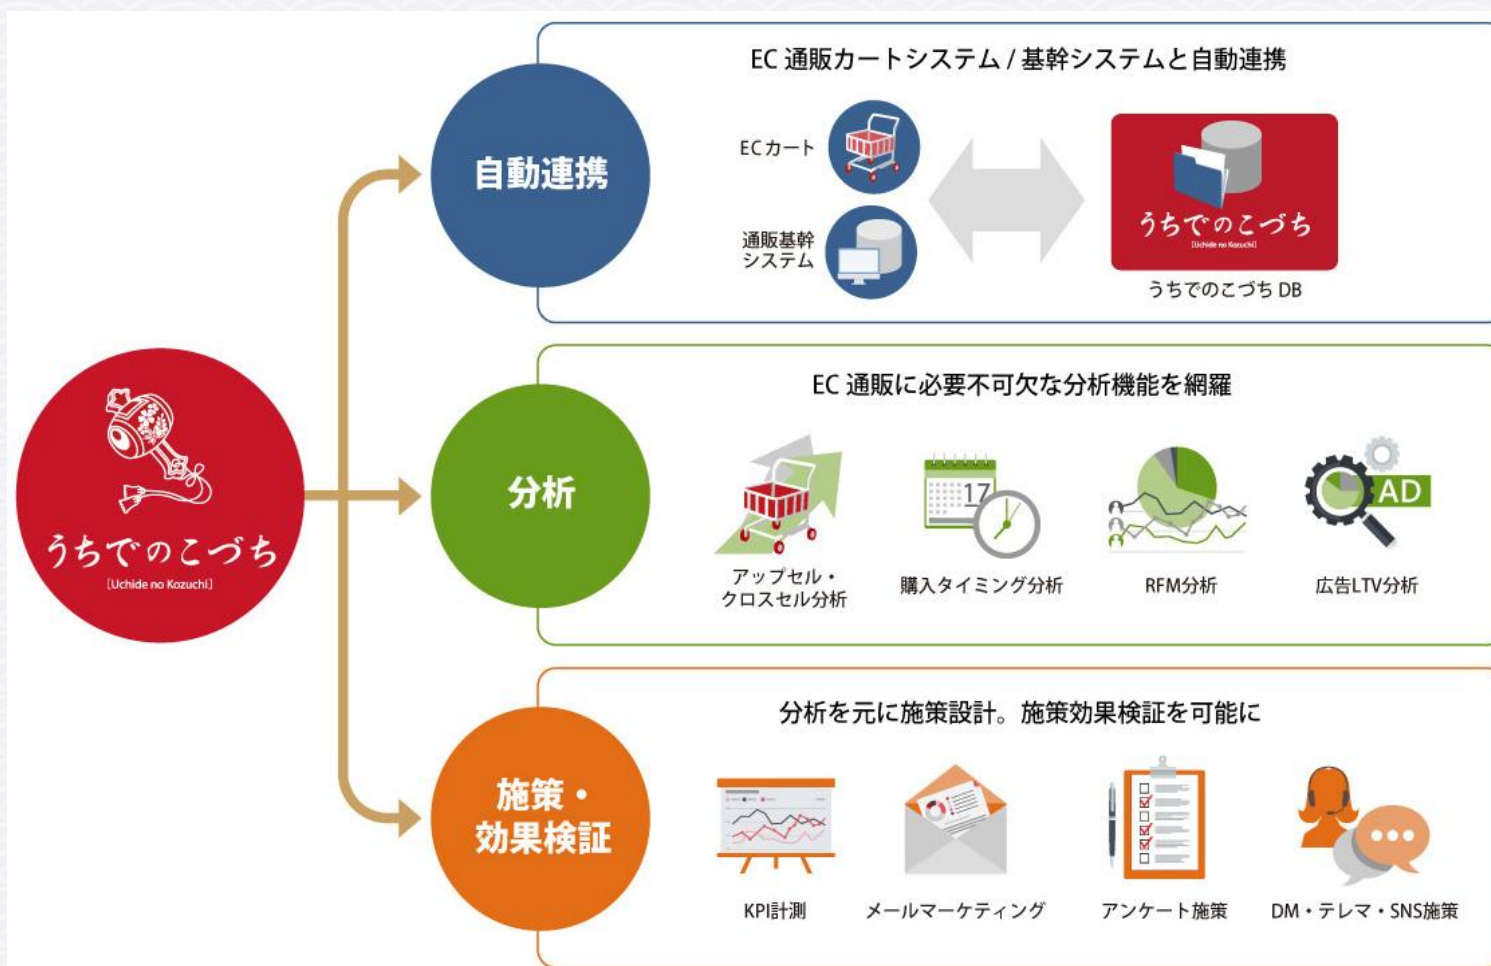 EC 通販カートシステム / 基幹システムと自動連携
自動連携
ECカート
通販基幹
システム
うちでのこづち
[Uchide no Kozuchi]
うちでのこづち DB
うちでのこづち
[Uchide no Kozuchi]
EC 通販に必要不可欠な分析機能を網羅
分析
17
AD
アップセル・
クロスセル分析
購入タイミング分析
RFM分析
広告LTV分析
分析を元に施策設計。施策効果検証を可能に
施策・
効果検証
KPI計測
メールマーケティング
アンケート施策
DM・テレマ・SNS施策